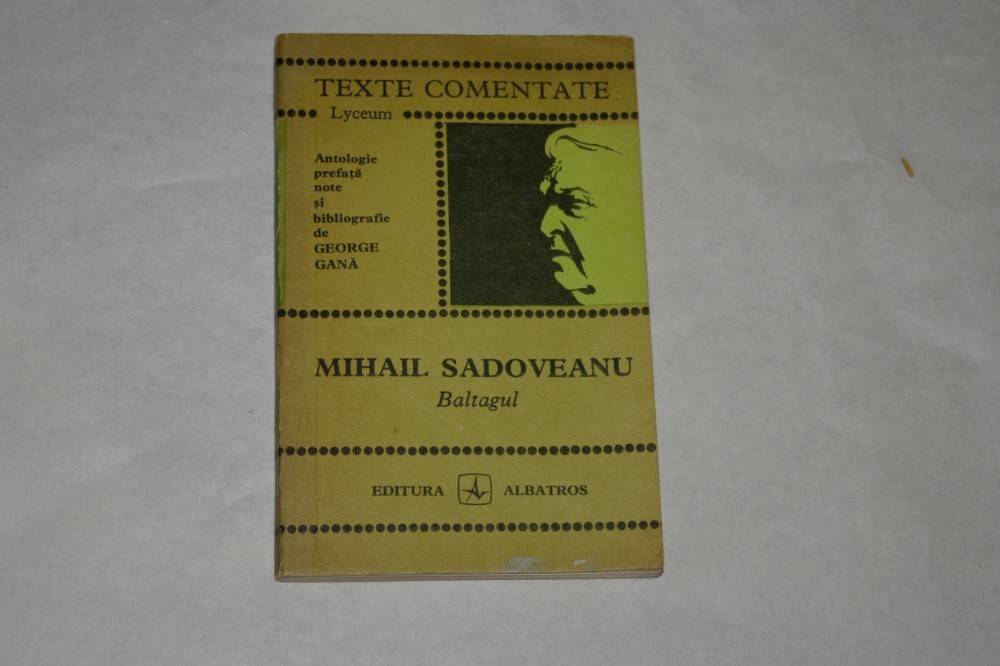 TEXTE COMENTATE
Lyceum
Antologie
prefață
note
și
bibliografie
de
GEORGE
GANĂ
MIHAIL SADOVEANU
Baltagul
EDITURA ALBATROS